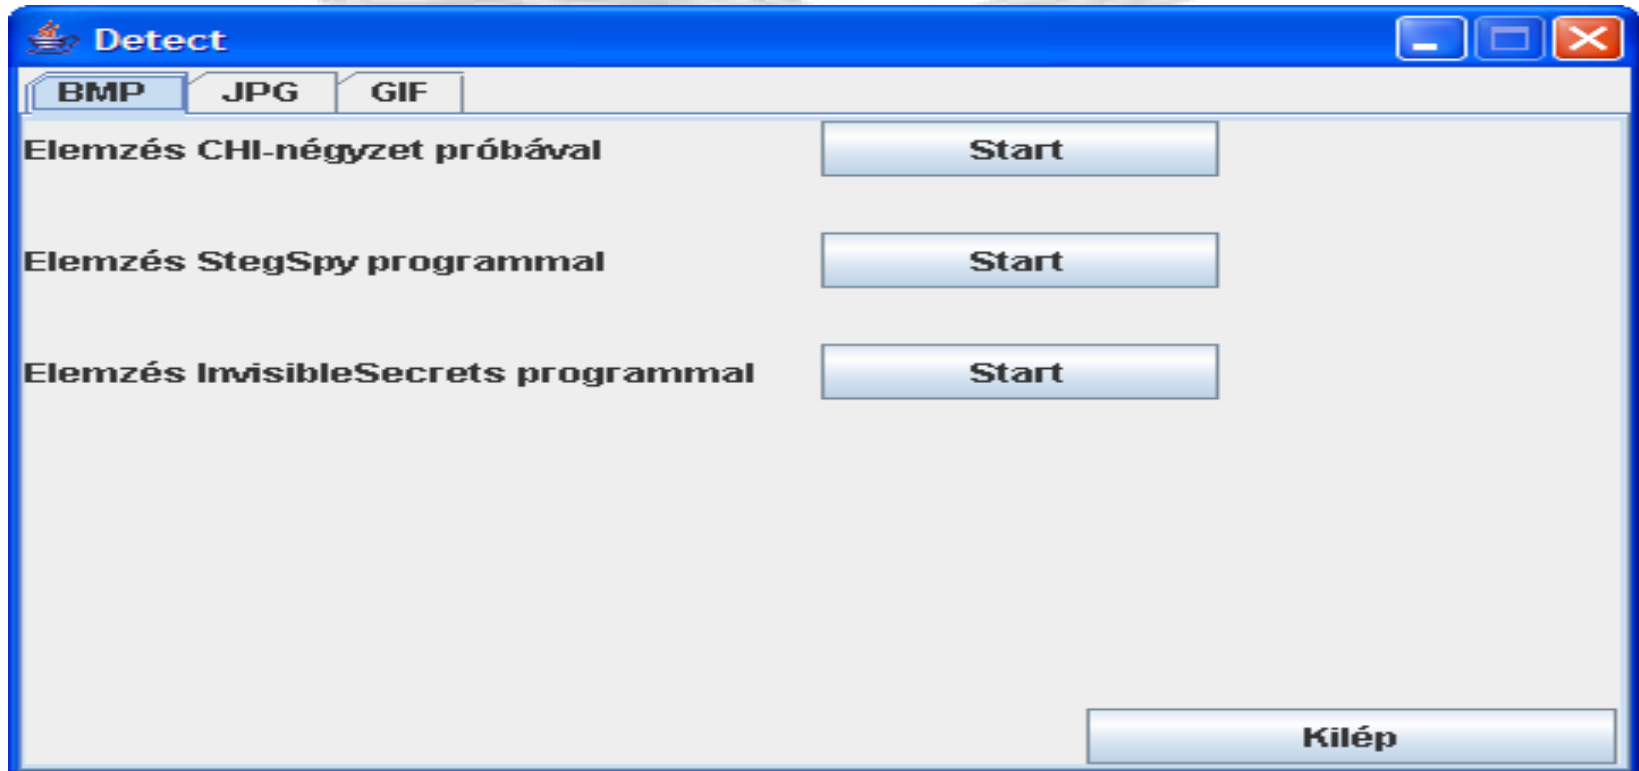 Detect
BMP JPG GIF
Elemzés CHI-négyzet próbával Start
Elemzés StegSpy programmal Start
Elemzés InvisibleSecrets programmal Start
Kilép